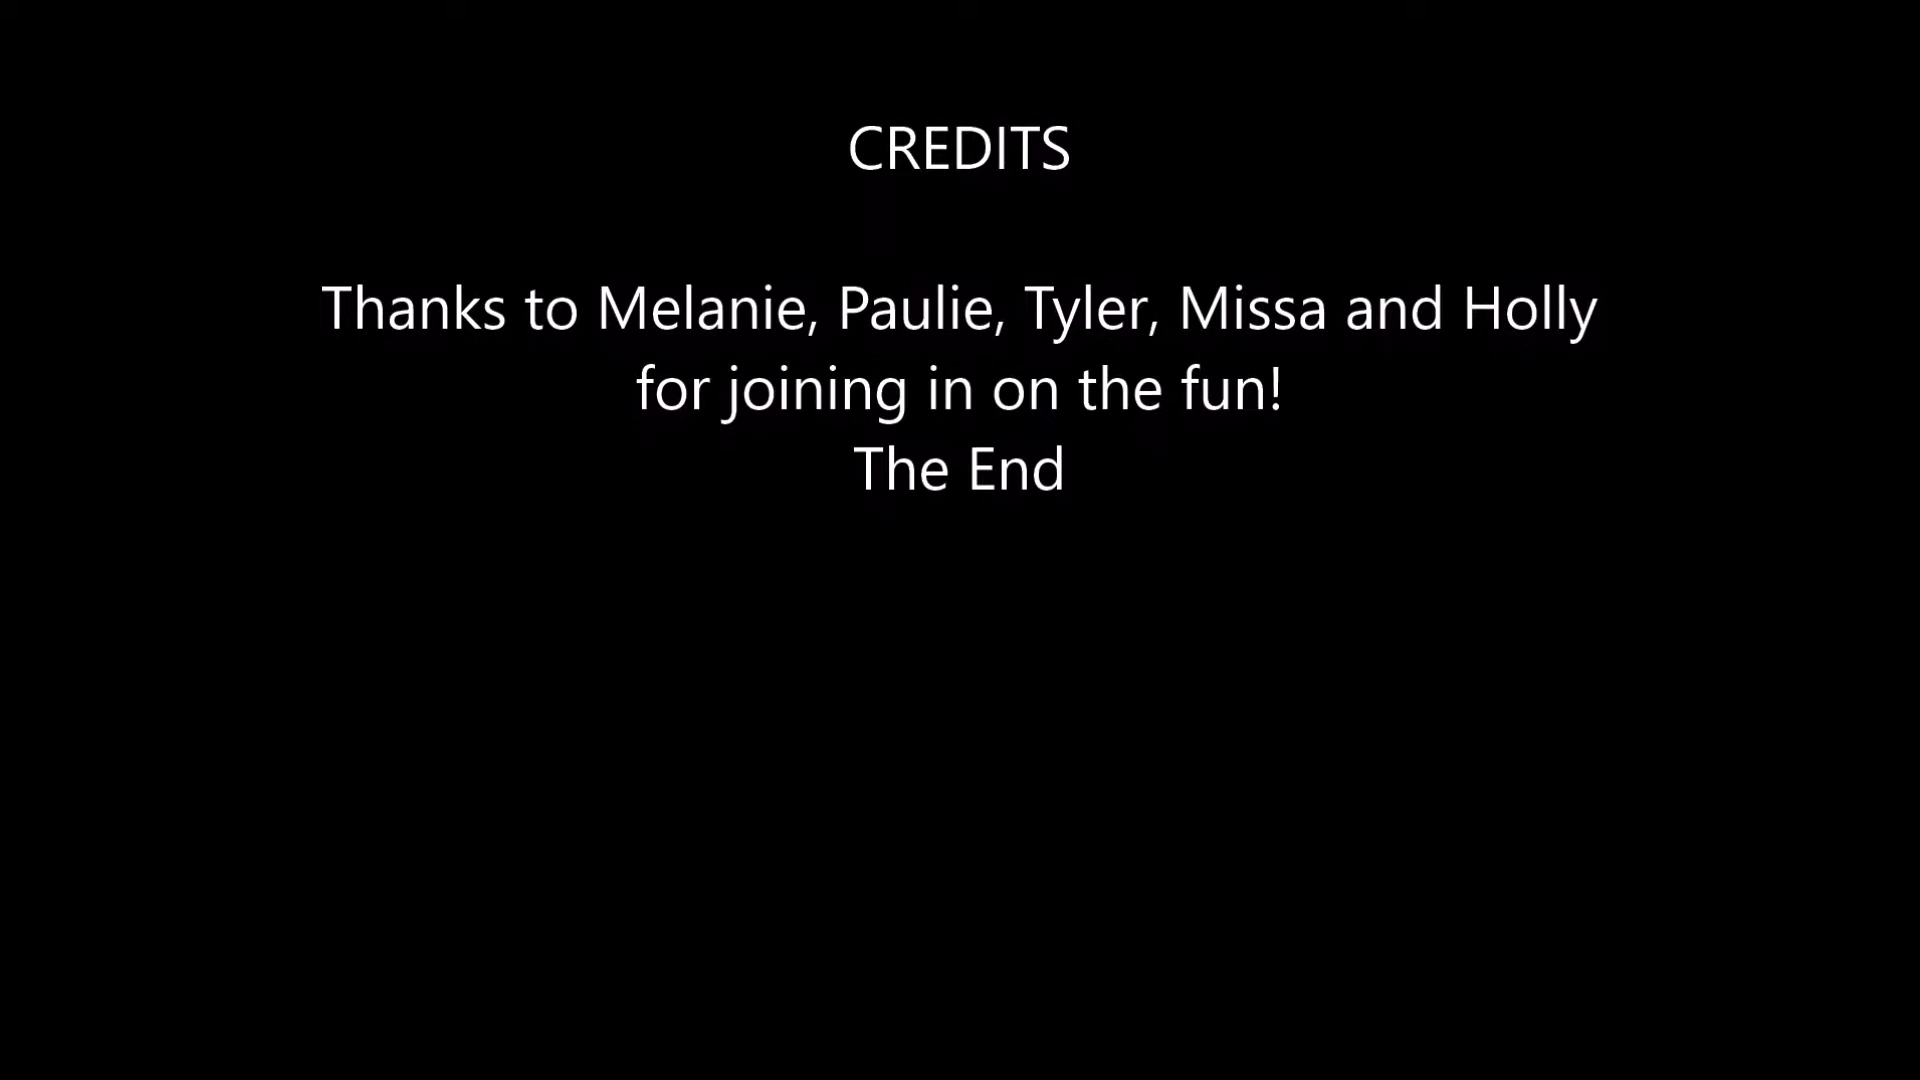 CREDITS
Thanks to Melanie, Paulie, Tyler, Missa and Holly
for joining in on the fun!
The End